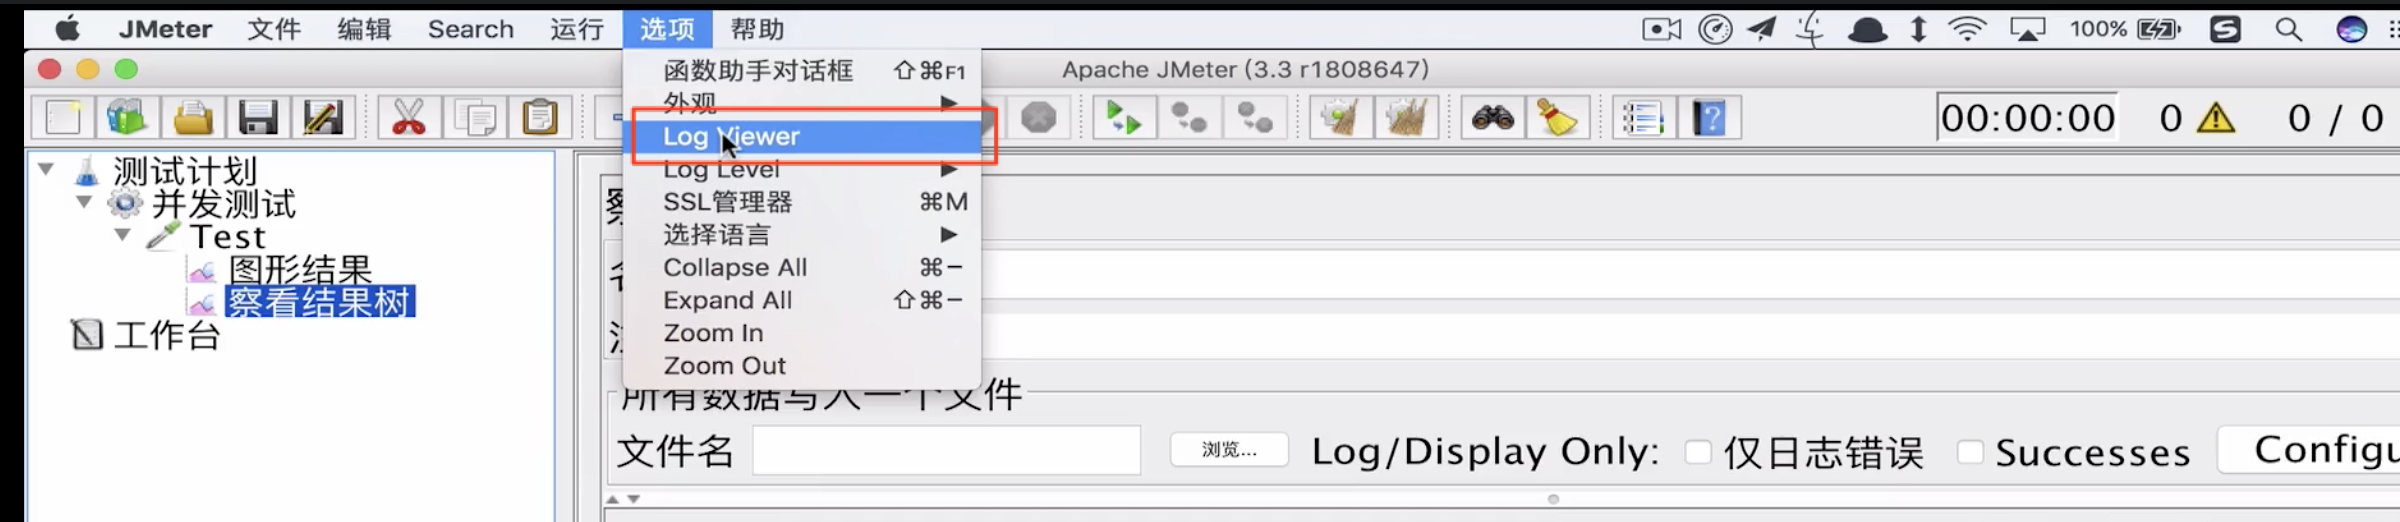 JMeter 文件 编辑 Search 运行 选项 帮助 100%
Apache JMeter (3.3 r1808647)
函数助手对话框 ⇧⌘F1
外观 ▶
Log Viewer
Log Level ▶
SSL管理器 ⌘M
选择语言 ▶
Collapse All ⌘−
Expand All ⇧⌘−
Zoom In
Zoom Out
00:00:00 0 0 / 0
测试计划
并发测试
Test
图形结果
察看结果树
工作台
所有数据写入一个文件
文件名 浏览... Log/Display Only: 仅日志错误 Successes